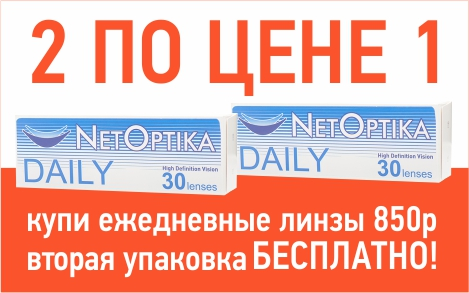 2 ПО ЦЕНЕ 1
NETOPTIKA
DAILY
High Definition Vision
30 lenses
NETOPTIKA
DAILY
High Definition Vision
30 lenses
купи ежедневные линзы 850р
вторая упаковка БЕСПЛАТНО!